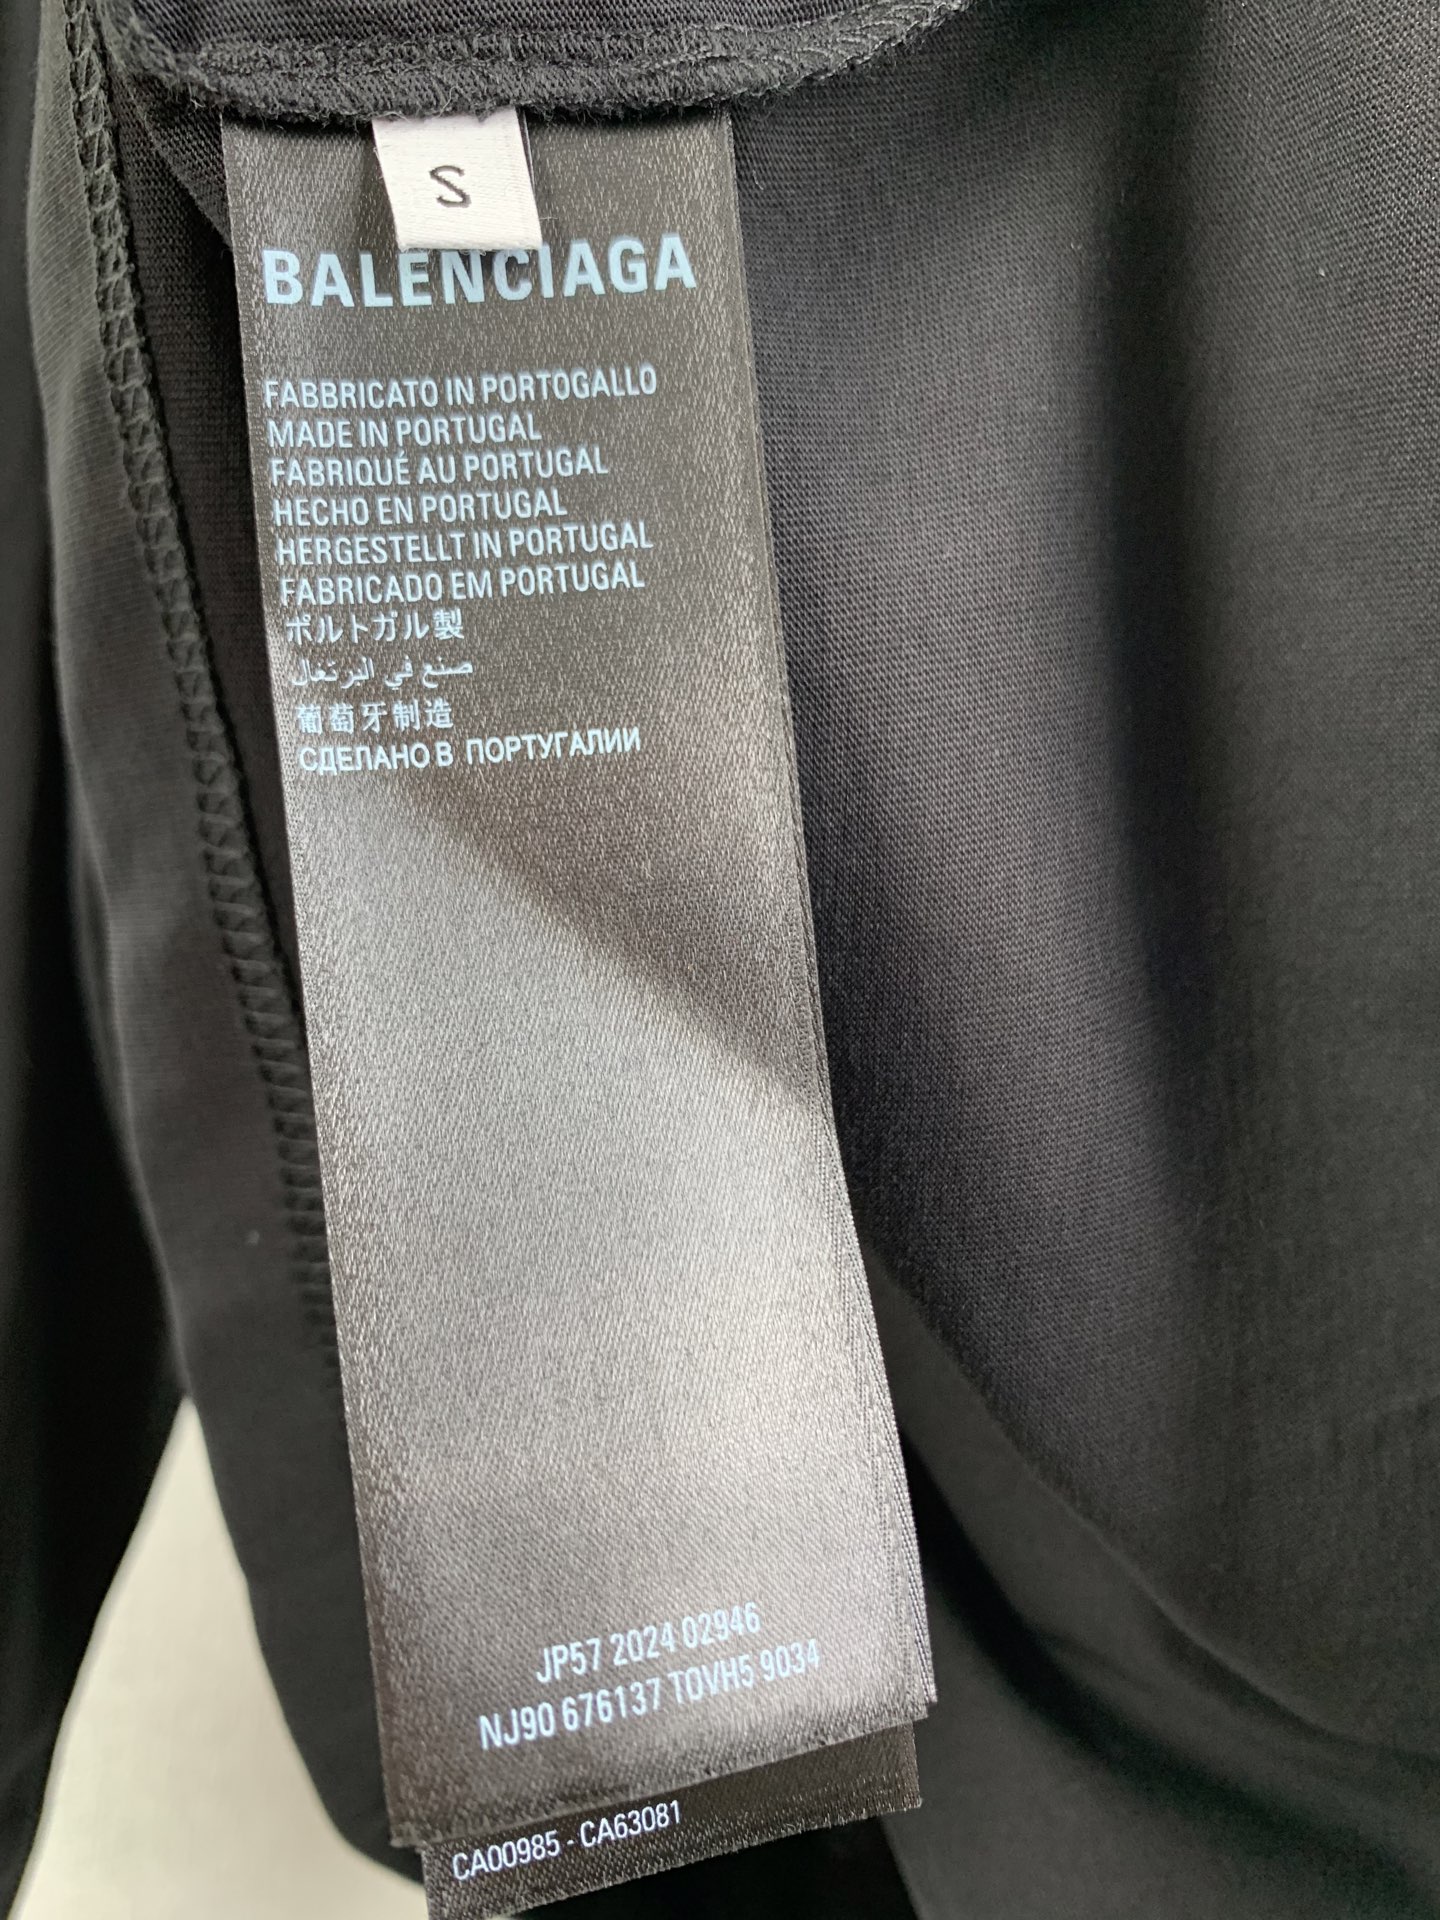 S
BALENCIAGA
FABBRICATO IN PORTOGALLO
MADE IN PORTUGAL
FABRIQUÉ AU PORTUGAL
HECHO EN PORTUGAL
HERGESTELLT IN PORTUGAL
FABRICADO EM PORTUGAL
ポルトガル製
صنع في البرتغال
葡萄牙制造
СДЕЛАНО В ПОРТУГАЛИИ
JP57 2024 02946
NJ90 676137 TOVH5 9034
CA00985 - CA63081